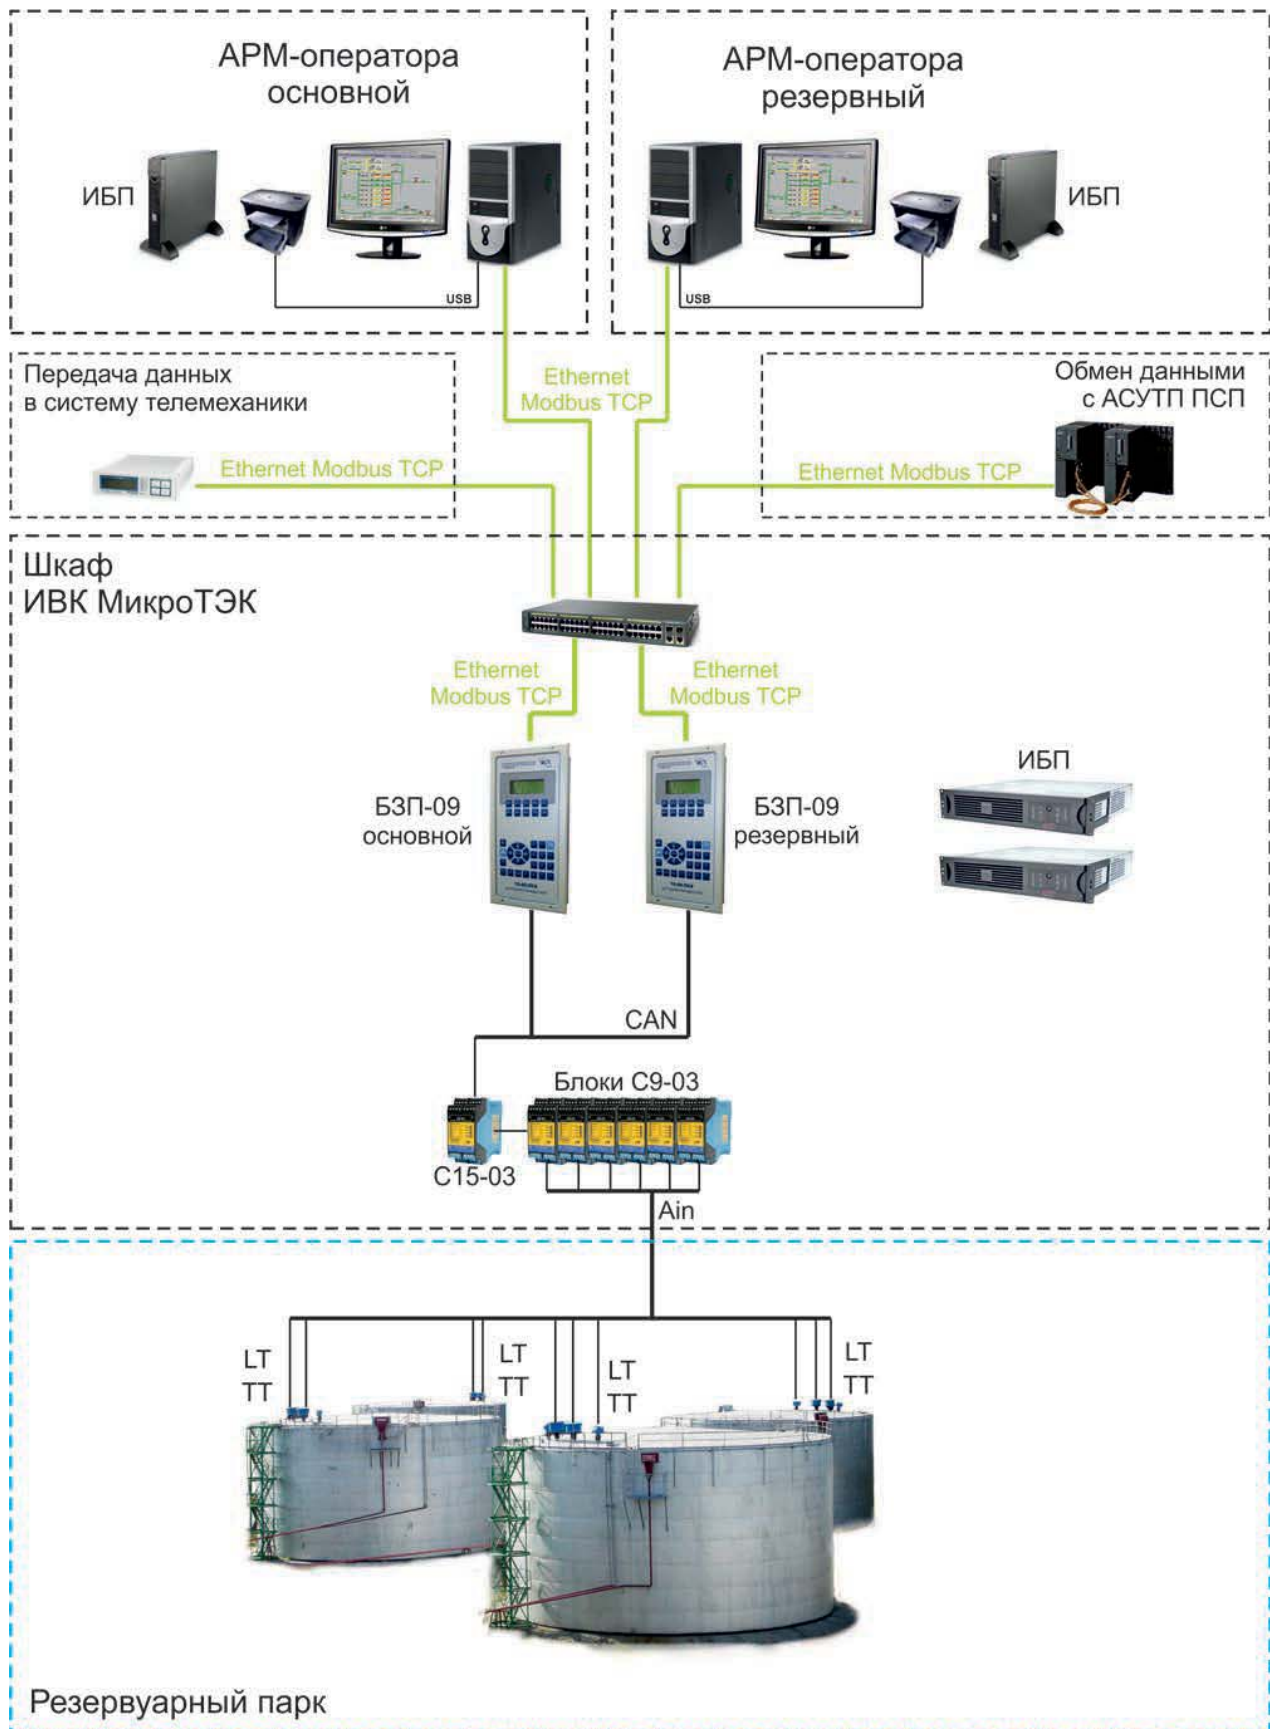 АРМ-оператора
основной
АРМ-оператора
резервный
ИБП
ИБП
USB
USB
Передача данных
в систему телемеханики
Ethernet
Modbus TCP
Обмен данными
с АСУТП ПСП
Ethernet Modbus TCP
Ethernet Modbus TCP
Шкаф
ИВК МикроТЭК
Ethernet
Modbus TCP
Ethernet
Modbus TCP
БЗП-09
основной
БЗП-09
резервный
ИБП
CAN
Блоки С9-03
С15-03
Ain
LT
TT
LT
TT
LT
TT
LT
TT
Резервуарный парк